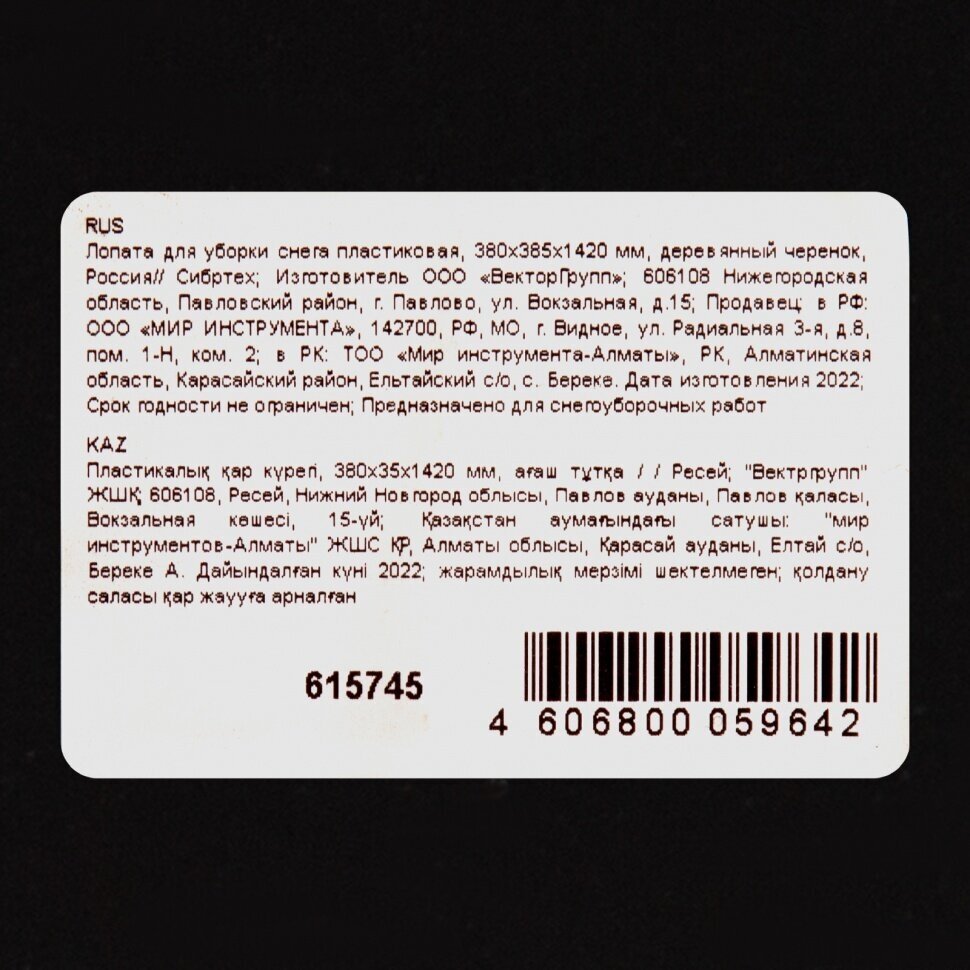 RUS
Лопата для уборки снега пластиковая, 380х385х1420 мм, деревянный черенок,
Россия// Сибртех; Изготовитель ООО «ВекторГрупп»; 606108 Нижегородская
область, Павловский район, г. Павлово, ул. Вокзальная, д.15; Продавец: в РФ:
ООО «МИР ИНСТРУМЕНТА», 142700, РФ, МО, г. Видное, ул. Радиальная 3-я, д.8,
пом. 1-Н, ком. 2; в РК: ТОО «Мир инструмента-Алматы», РК, Алматинская
область, Карасайский район, Ельтайский с/о, с. Береке. Дата изготовления 2022;
Срок годности не ограничен; Предназначено для снегоуборочных работ
KAZ
Пластикалық қар күрегі, 380х35х1420 мм, ағаш тұтқа / / Ресей; "Вектргрупп"
ЖШҚ; 606108, Ресей, Нижний Новгород облысы, Павлов ауданы, Павлов қаласы,
Вокзальная көшесі, 15-үй; Қазақстан аумағындағы сатушы: "мир
инструментов-Алматы" ЖШС ҚР, Алматы облысы, Қарасай ауданы, Елтай с/о,
Береке А. Дайындалған күні 2022; жарамдылық мерзімі шектелмеген; қолдану
саласы қар жаууға арналған
615745
4 606800 059642